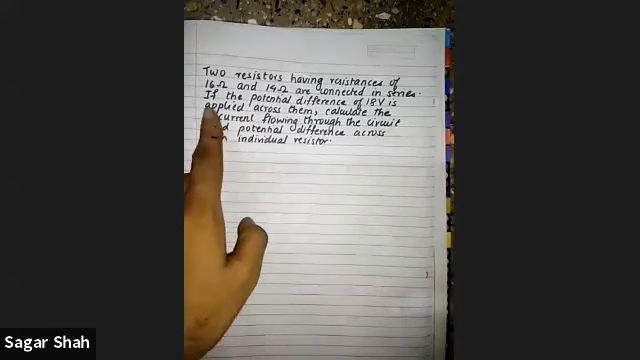 Two resistors having resistances of
16Ω and 14Ω are connected in series.
If the potential difference of 18V is
applied across them, calculate the
current flowing through the circuit
potential difference across
individual resistor.
Sagar Shah